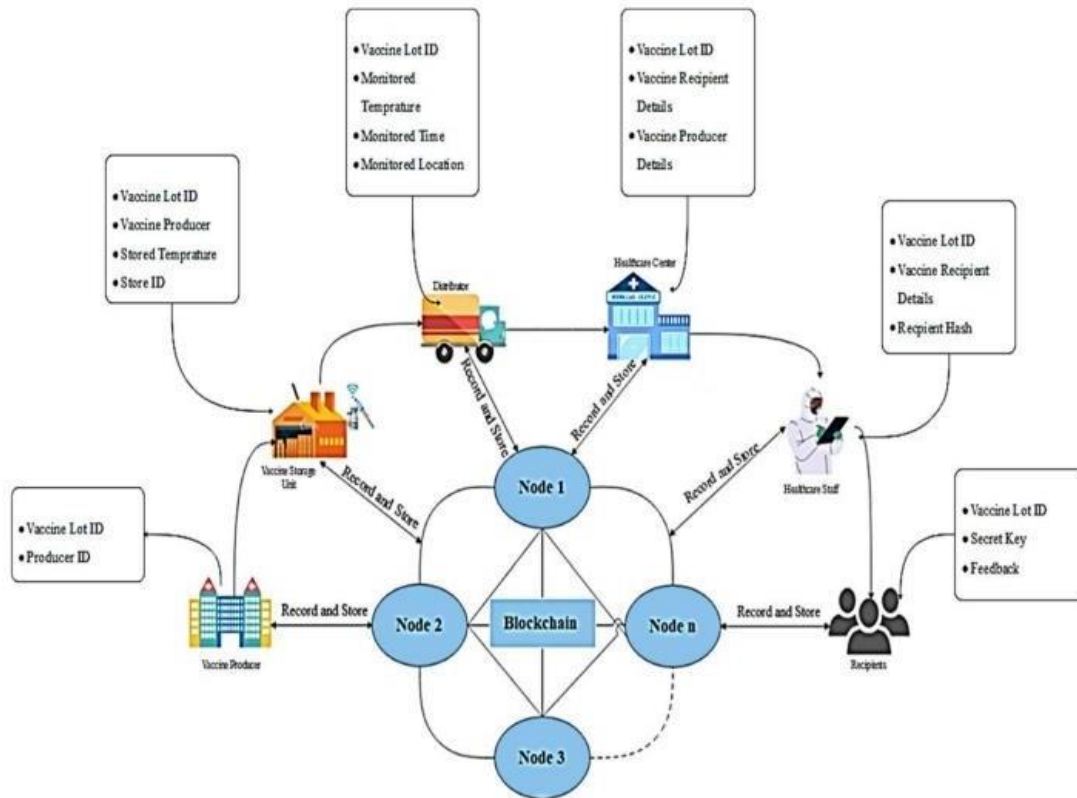 ● Vaccine Lot ID
● Monitored
Temprature
● Monitored Time
● Monitored Location
● Vaccine Lot ID
● Vaccine Recipient
Details
● Vaccine Producer
Details
● Vaccine Lot ID
● Vaccine Producer
● Stored Temprature
● Store ID
● Vaccine Lot ID
● Vaccine Recipient
Details
● Recpient Hash
Distributor
Healthcare Center
Record and Store
Record and Store
Vaccine Storage
Unit
Record and Store
Record and Store
Healthcare Staff
Node 1
● Vaccine Lot ID
● Producer ID
● Vaccine Lot ID
● Secret Key
● Feedback
Vaccine Producer
Record and Store
Node 2
Blockchain
Node n
Record and Store
Recipients
Node 3